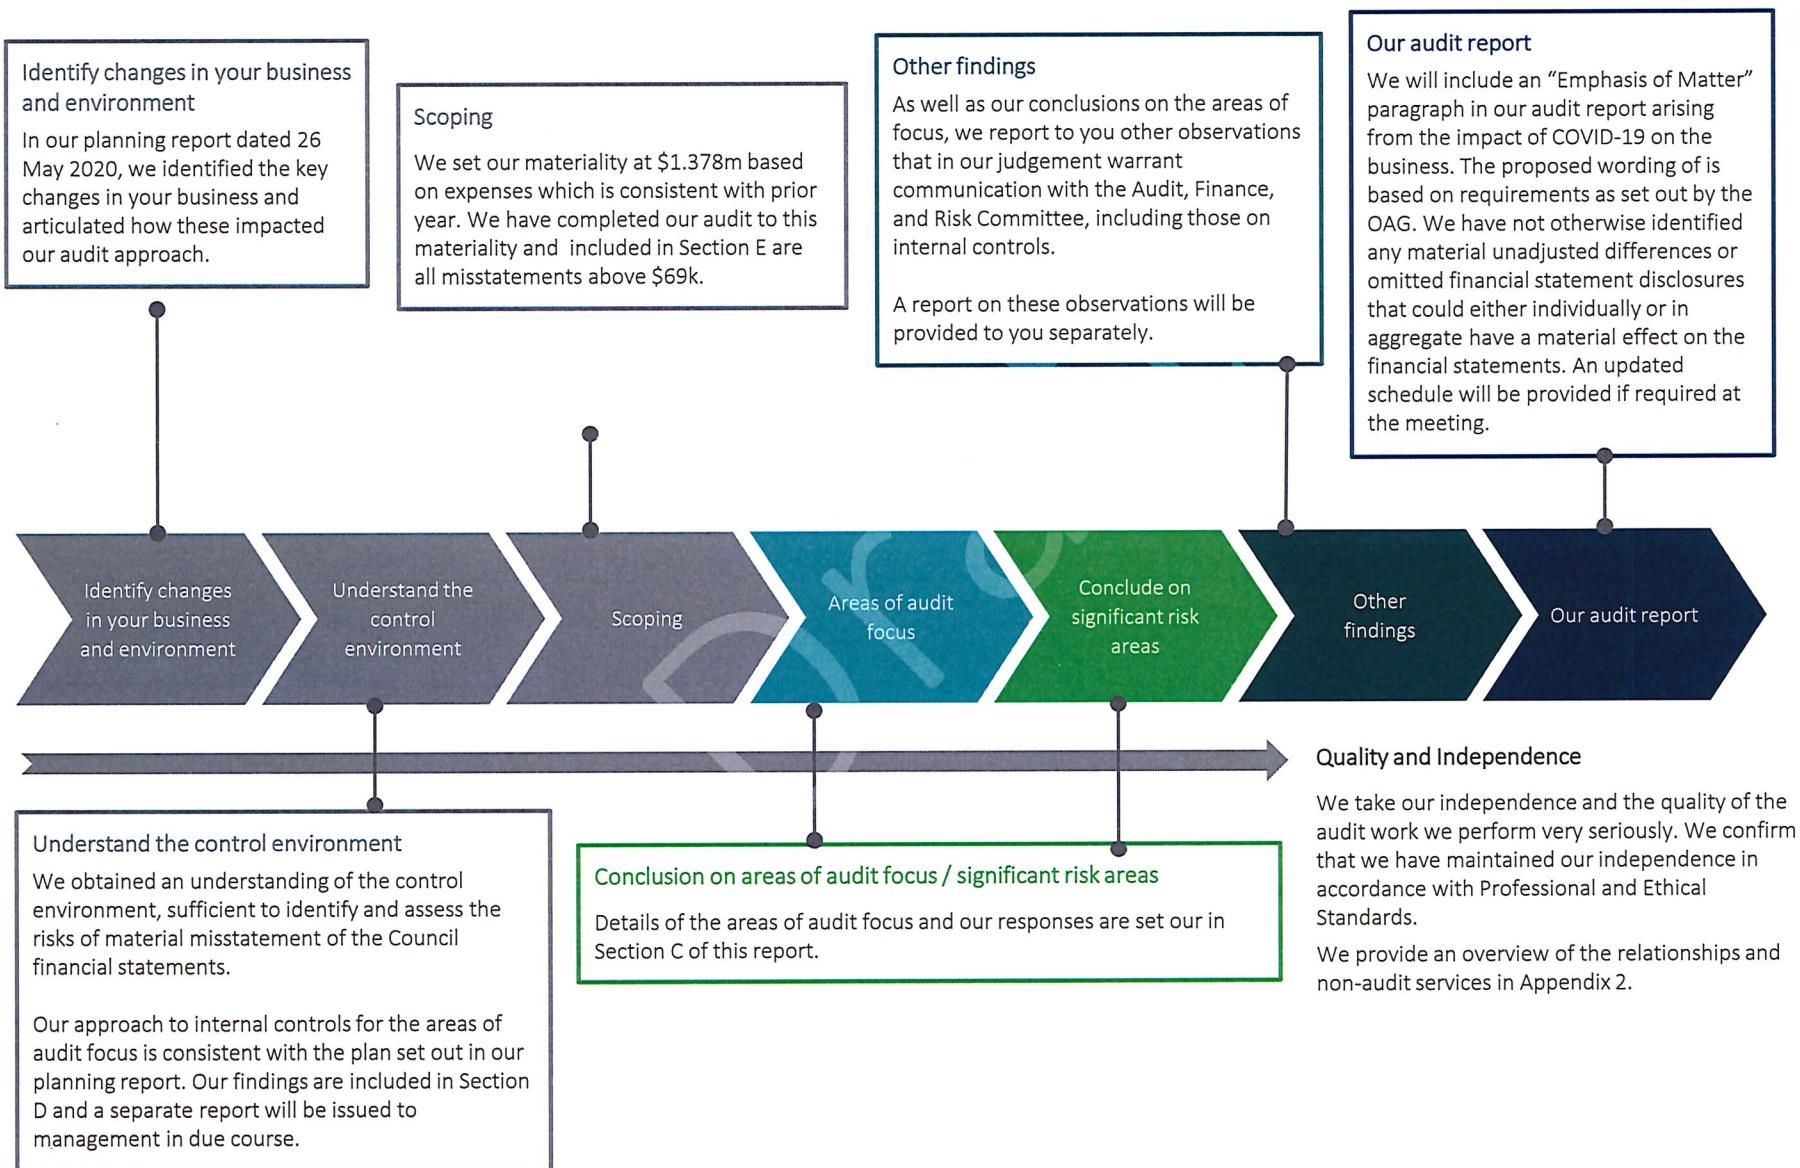 Identify changes in your business
and environment
In our planning report dated 26
May 2020, we identified the key
changes in your business and
articulated how these impacted
our audit approach.
Scoping
We set our materiality at $1.378m based
on expenses which is consistent with prior
year. We have completed our audit to this
materiality and included in Section E are
all misstatements above $69k.
Other findings
As well as our conclusions on the areas of
focus, we report to you other observations
that in our judgement warrant
communication with the Audit, Finance,
and Risk Committee, including those on
internal controls.
A report on these observations will be
provided to you separately.
Our audit report
We will include an “Emphasis of Matter”
paragraph in our audit report arising
from the impact of COVID-19 on the
business. The proposed wording of is
based on requirements as set out by the
OAG. We have not otherwise identified
any material unadjusted differences or
omitted financial statement disclosures
that could either individually or in
aggregate have a material effect on the
financial statements. An updated
schedule will be provided if required at
the meeting.
Identify changes
in your business
and environment
Understand the
control
environment
Scoping
Areas of audit
focus
Conclude on
significant risk
areas
Other
findings
Our audit report
Understand the control environment
We obtained an understanding of the control
environment, sufficient to identify and assess the
risks of material misstatement of the Council
financial statements.
Our approach to internal controls for the areas of
audit focus is consistent with the plan set out in our
planning report. Our findings are included in Section
D and a separate report will be issued to
management in due course.
Conclusion on areas of audit focus / significant risk areas
Details of the areas of audit focus and our responses are set our in
Section C of this report.
Quality and Independence
We take our independence and the quality of the
audit work we perform very seriously. We confirm
that we have maintained our independence in
accordance with Professional and Ethical
Standards.
We provide an overview of the relationships and
non-audit services in Appendix 2.